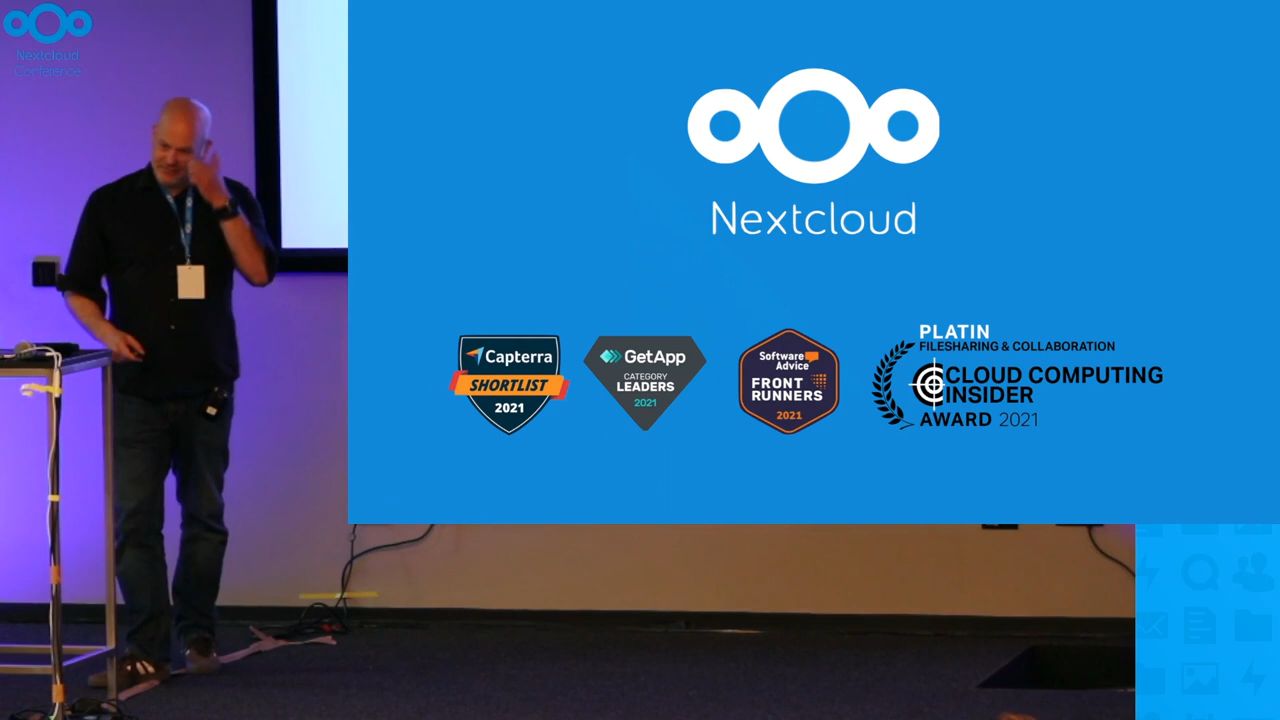 Nextcloud
Conference
Nextcloud
Capterra
SHORTLIST
2021
GetApp
CATEGORY
LEADERS
2021
Software
Advice
FRONT
RUNNERS
2021
PLATIN
FILESHARING & COLLABORATION
CLOUD COMPUTING
INSIDER
AWARD 2021